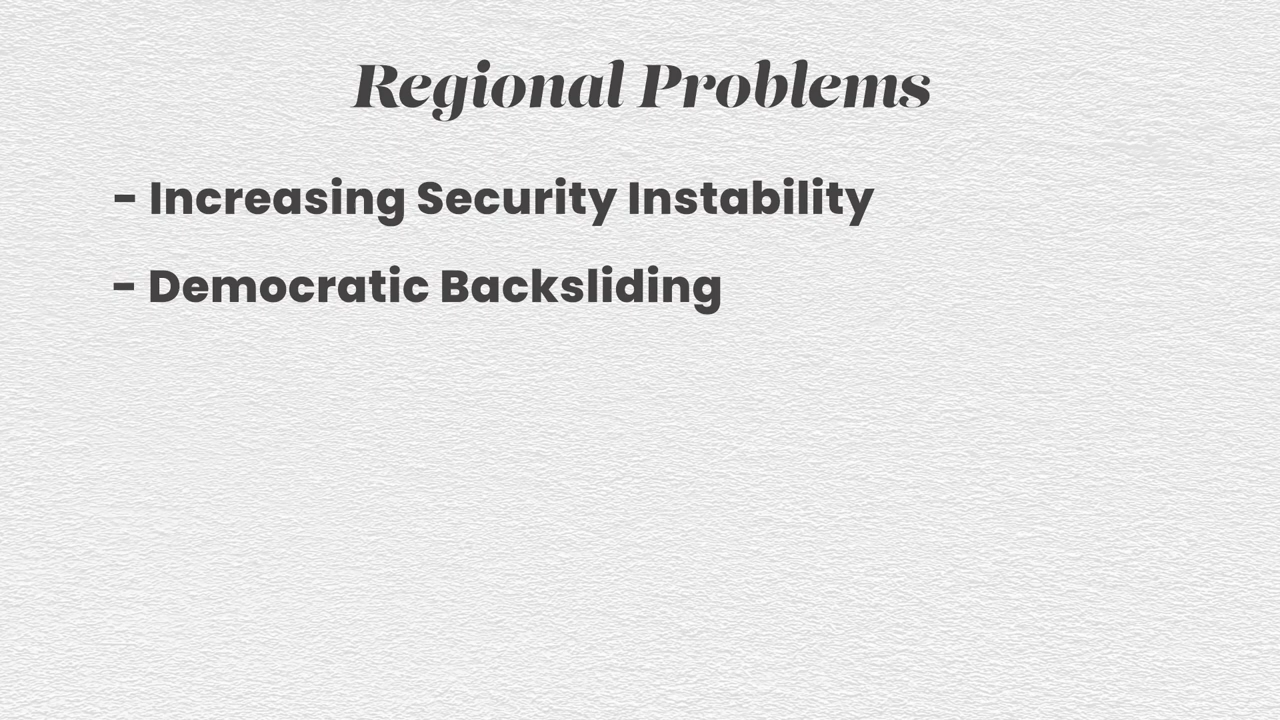 Regional Problems
- Increasing Security Instability
- Democratic Backsliding